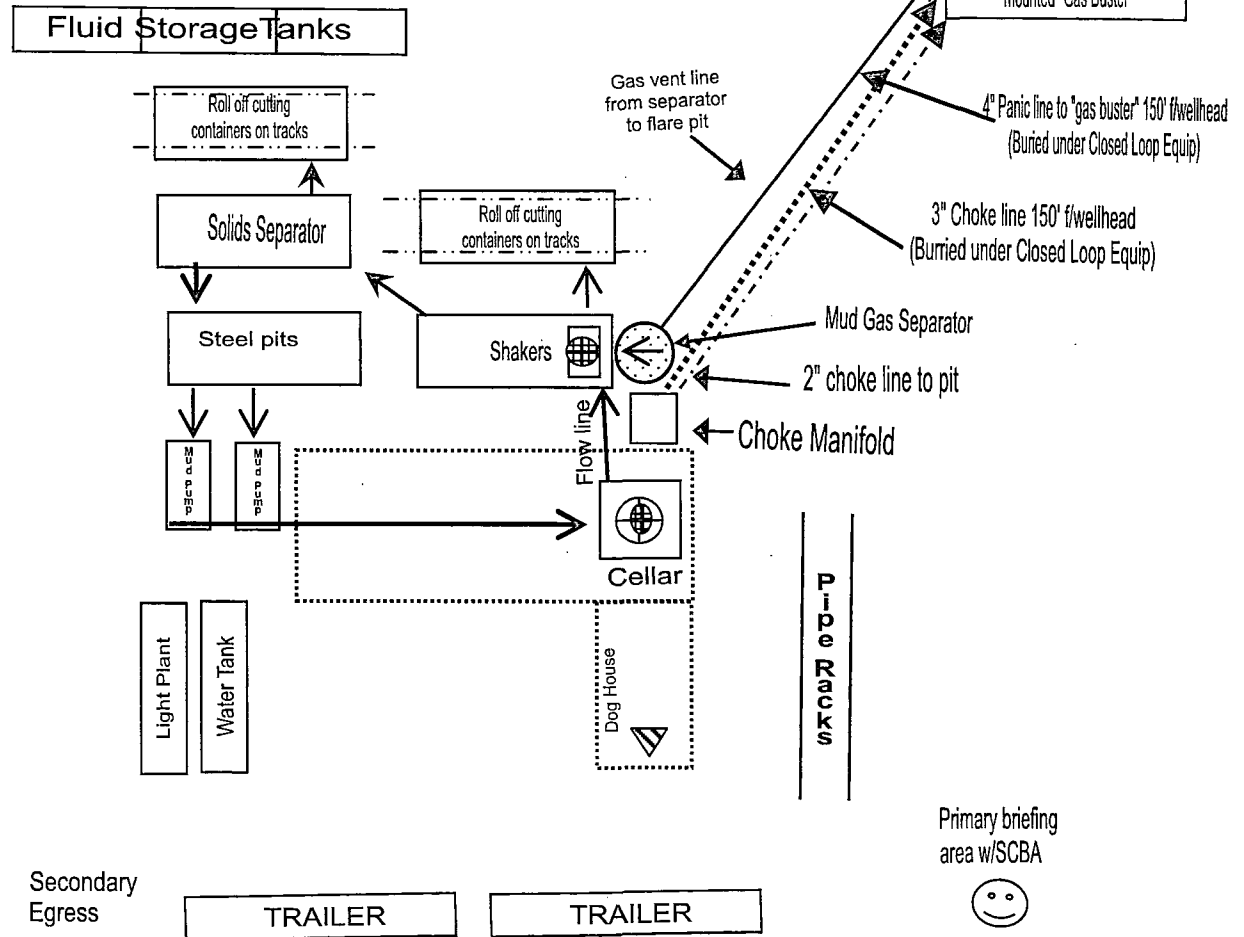 mounted "Gas Buster"
Fluid StorageTanks
Gas vent line
from separator
to flare pit
Roll off cutting
containers on tracks
4" Panic line to "gas buster" 150' f/wellhead
(Buried under Closed Loop Equip)
Solids Separator
Roll off cutting
containers on tracks
3" Choke line 150' f/wellhead
(Burried under Closed Loop Equip)
Steel pits
Shakers
Mud Gas Separator
2" choke line to pit
Flow line
Choke Manifold
Mud Pump
Mud Pump
Cellar
Pipe Racks
Light Plant
Water Tank
Dog House
Primary briefing
area w/SCBA
Secondary
Egress
TRAILER
TRAILER